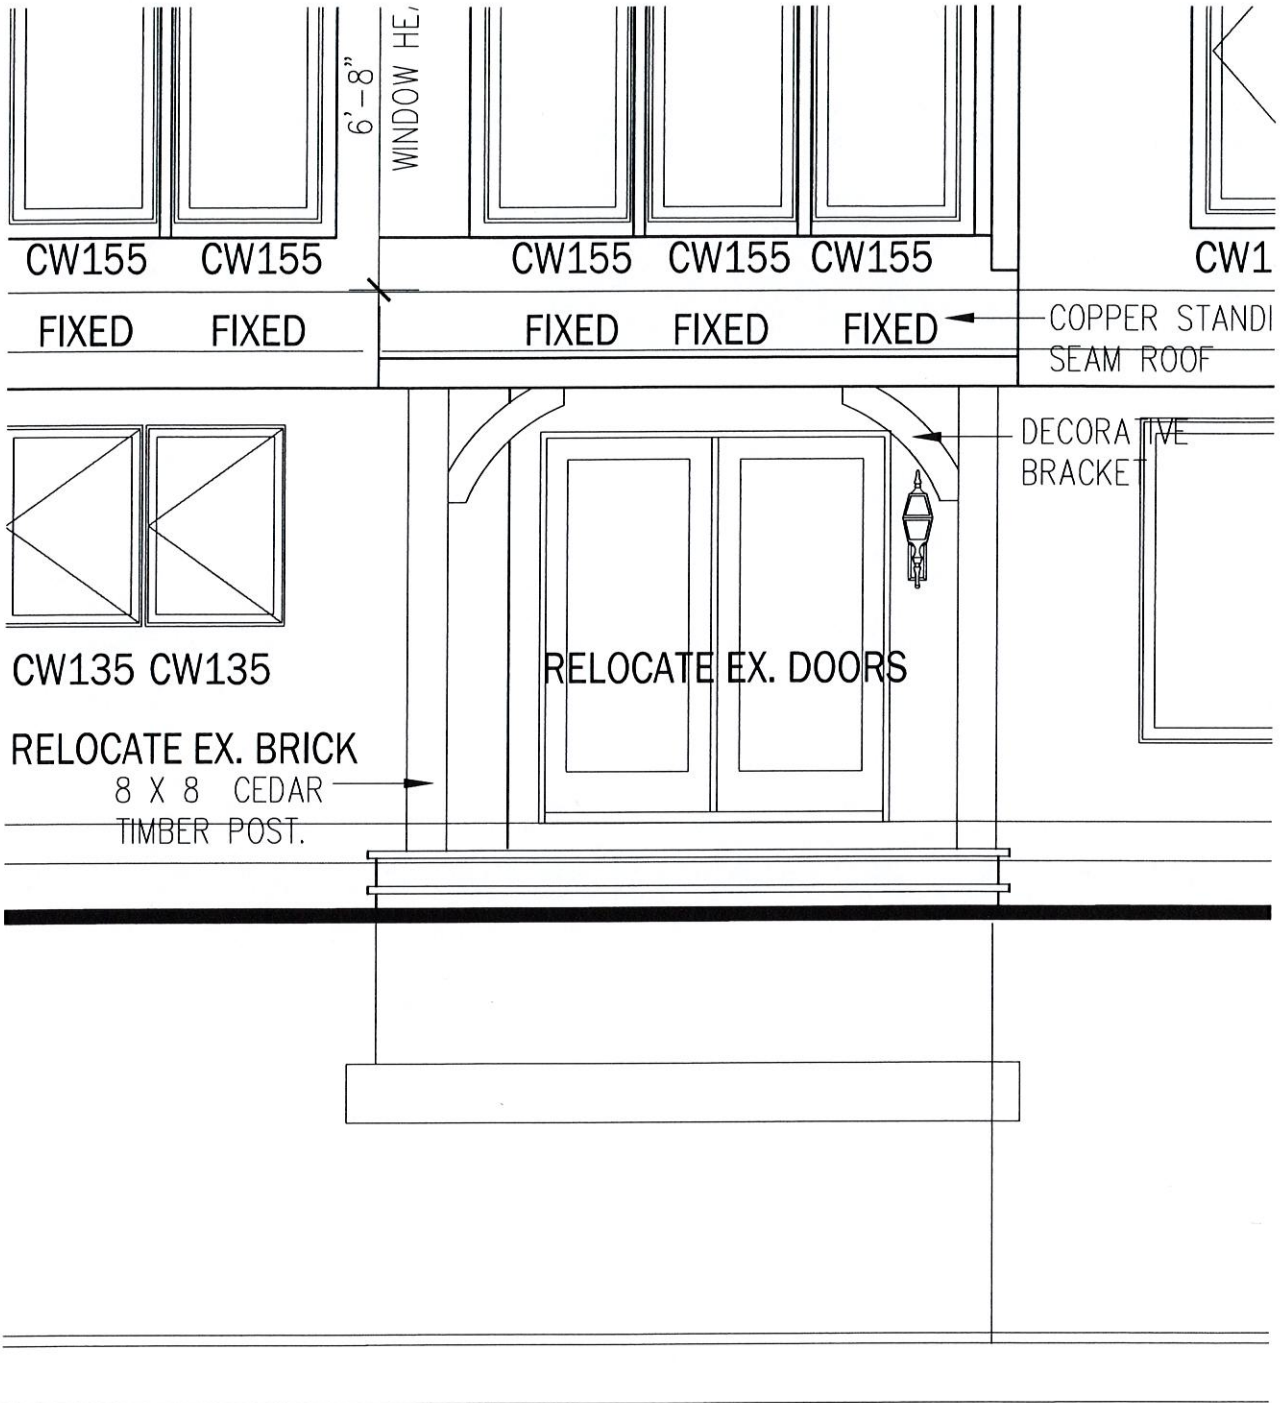 6'-8"
WINDOW HE
CW155 CW155 CW155 CW155 CW155 CW1
FIXED FIXED FIXED FIXED FIXED
COPPER STANDI
SEAM ROOF
DECORATIVE
BRACKET
CW135 CW135
RELOCATE EX. DOORS
RELOCATE EX. BRICK
8 X 8 CEDAR
TIMBER POST.